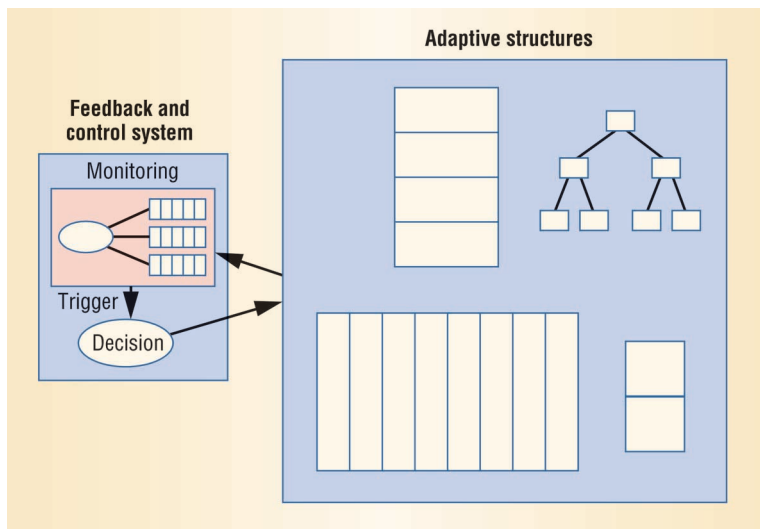 Adaptive structures
Feedback and
control system
Monitoring
Trigger
Decision